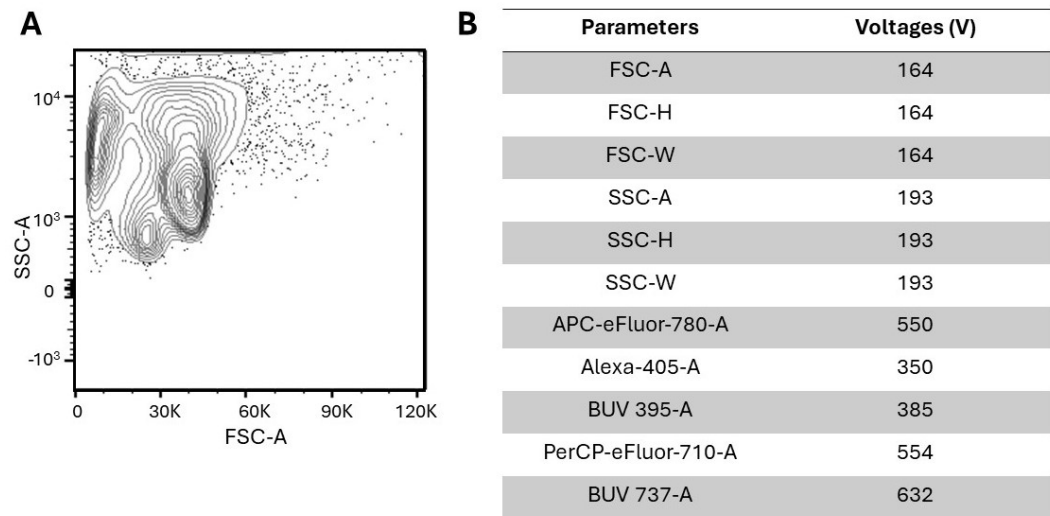 A
B
10⁴
10³
0
-10³
SSC-A
0 30K 60K 90K 120K
FSC-A
Parameters Voltages (V)
FSC-A 164
FSC-H 164
FSC-W 164
SSC-A 193
SSC-H 193
SSC-W 193
APC-eFluor-780-A 550
Alexa-405-A 350
BUV 395-A 385
PerCP-eFluor-710-A 554
BUV 737-A 632